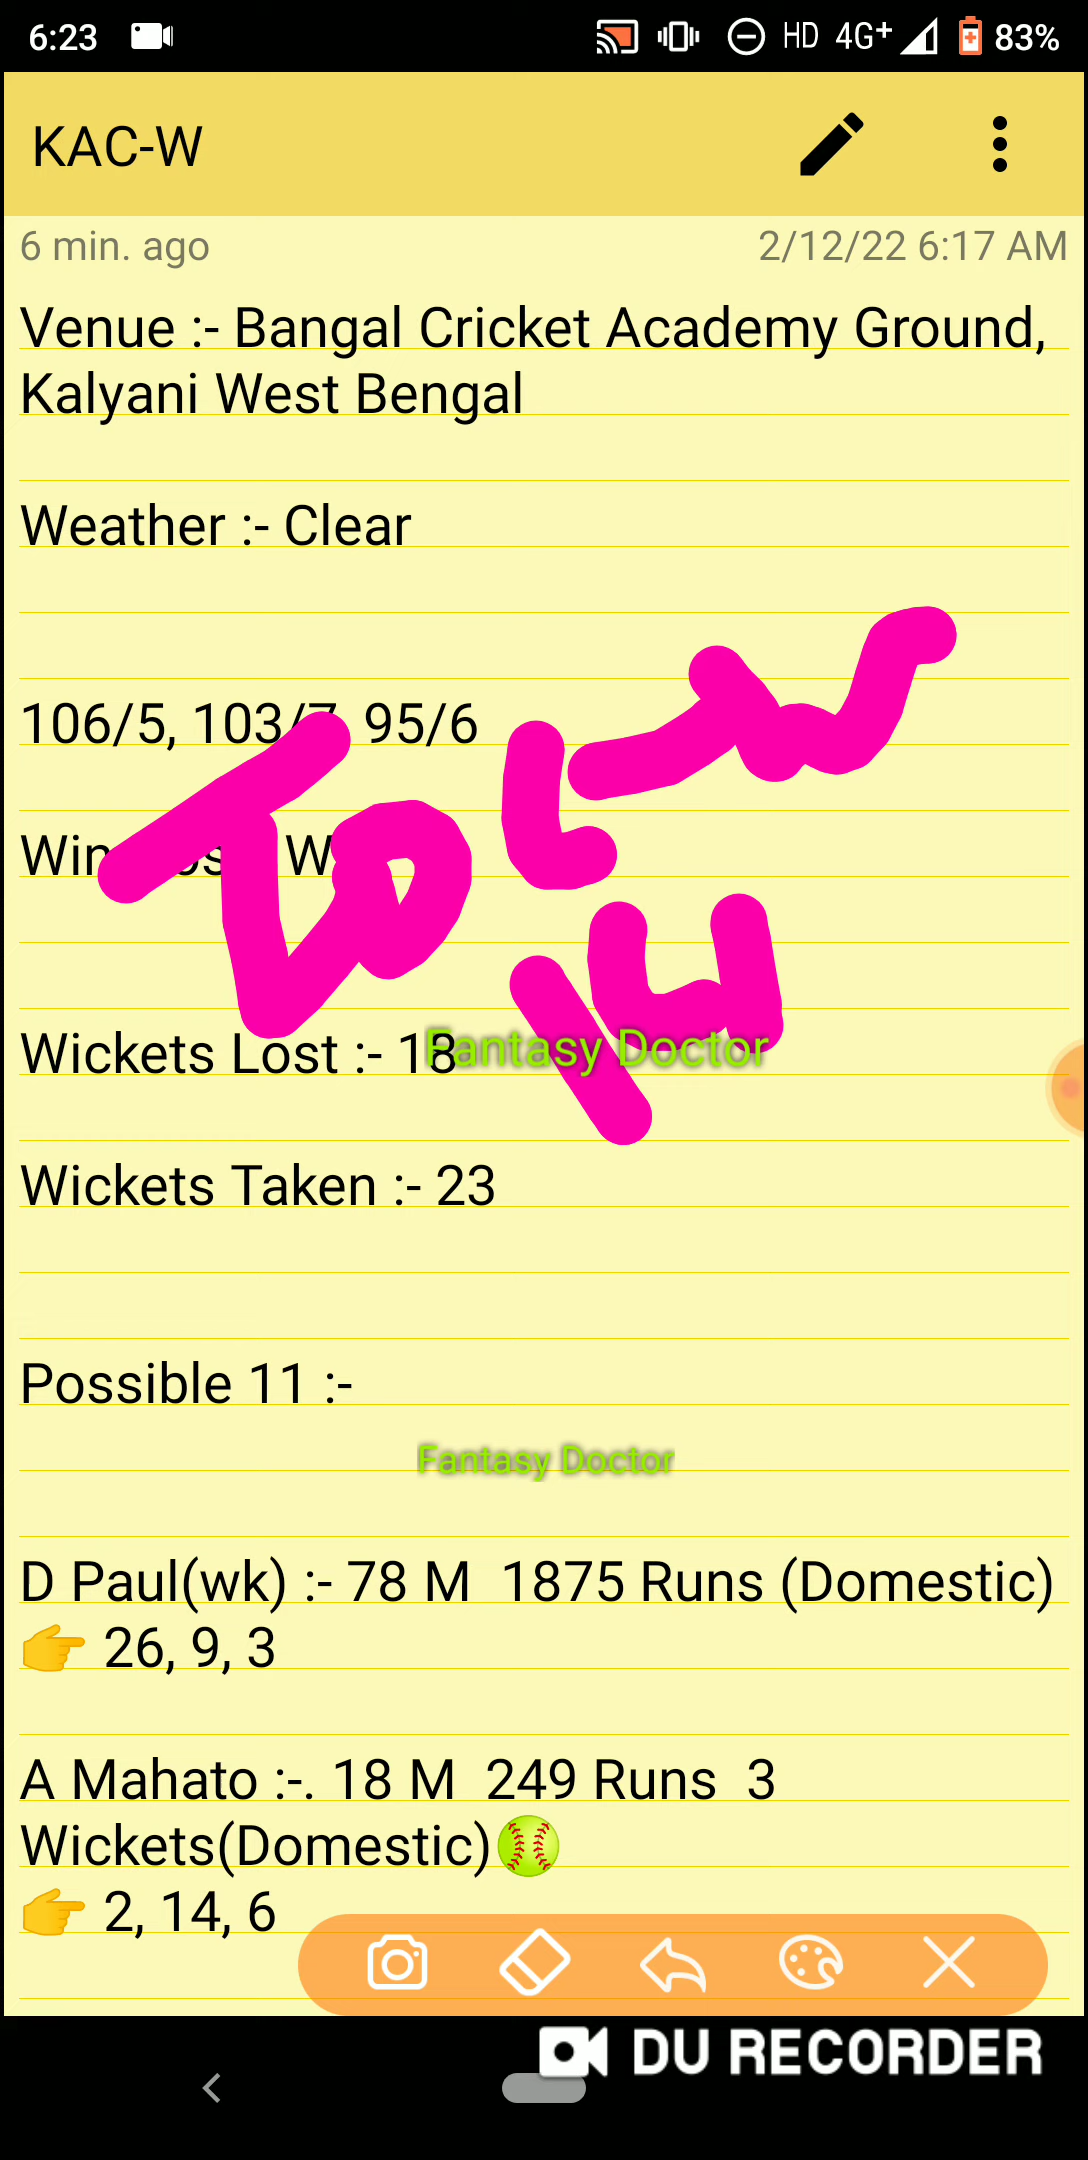 6:23 HD 4G+ 83%
KAC-W
6 min. ago 2/12/22 6:17 AM
Venue :- Bangal Cricket Academy Ground,
Kalyani West Bengal
Weather :- Clear
106/5, 103/7, 95/6
W
Wickets Lost :- 18
Fantasy Doctor
Wickets Taken :- 23
Possible 11 :-
Fantasy Doctor
D Paul(wk) :- 78 M 1875 Runs (Domestic)
👉 26, 9, 3
A Mahato :-. 18 M 249 Runs 3
Wickets(Domestic)🥎
👉 2, 14, 6
DU RECORDER